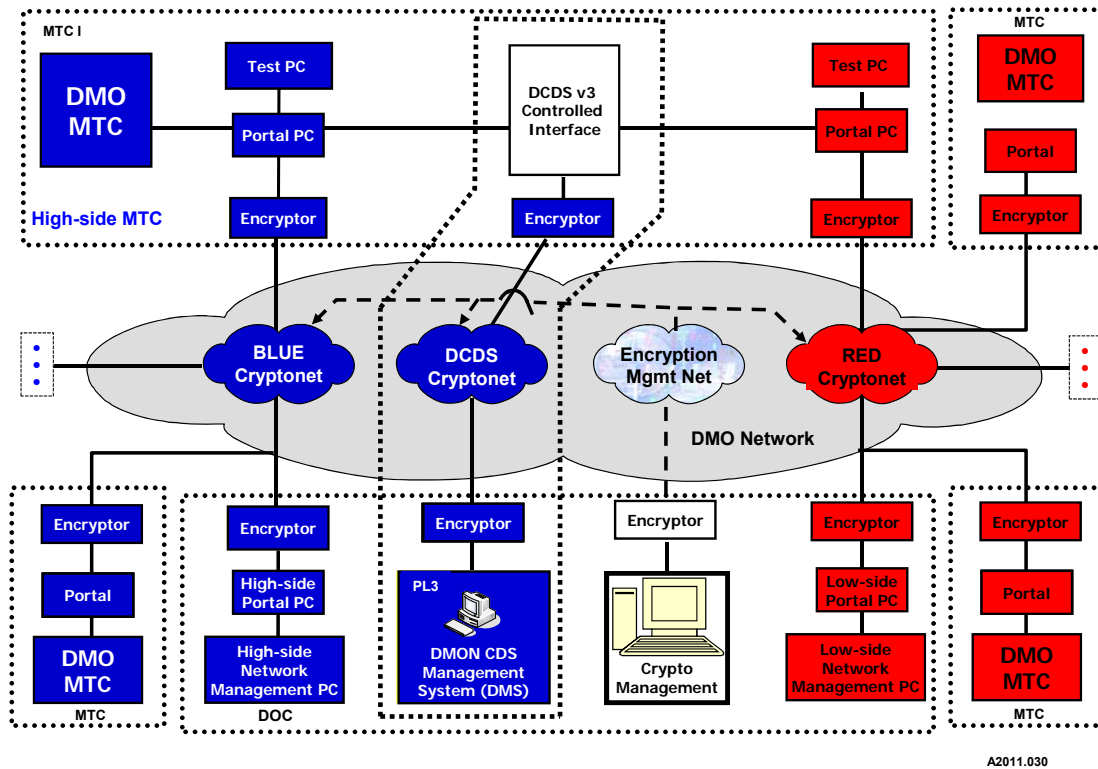 MTC I
MTC
DMO
MTC
Test PC
Portal PC
DCDS v3
Controlled
Interface
Test PC
Portal PC
DMO
MTC
Portal
High-side MTC
Encryptor
Encryptor
Encryptor
Encryptor
BLUE
Cryptonet
DCDS
Cryptonet
Encryption
Mgmt Net
RED
Cryptonet
DMO Network
Encryptor
Portal
DMO
MTC
MTC
Encryptor
High-side
Portal PC
High-side
Network
Management PC
DOC
Encryptor
PL3
DMON CDS
Management
System (DMS)
Encryptor
Crypto
Management
Encryptor
Low-side
Portal PC
Low-side
Network
Management PC
Encryptor
Portal
DMO
MTC
MTC
A2011.030